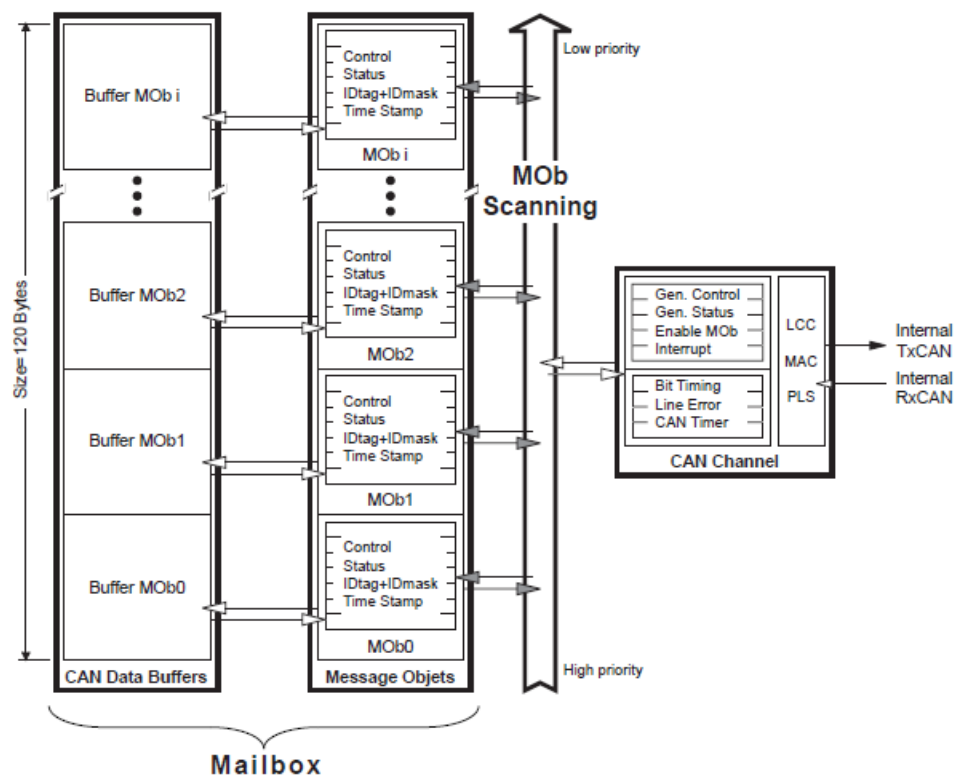 Size=120 Bytes
Buffer MOb i
Buffer MOb2
Buffer MOb1
Buffer MOb0
CAN Data Buffers
Control
Status
IDtag+IDmask
Time Stamp
MOb i
Control
Status
IDtag+IDmask
Time Stamp
MOb2
Control
Status
IDtag+IDmask
Time Stamp
MOb1
Control
Status
IDtag+IDmask
Time Stamp
MOb0
Message Objets
Mailbox
Low priority
MOb
Scanning
High priority
Gen. Control
Gen. Status
Enable MOb
Interrupt
Bit Timing
Line Error
CAN Timer
LCC
MAC
PLS
CAN Channel
Internal
TxCAN
Internal
RxCAN